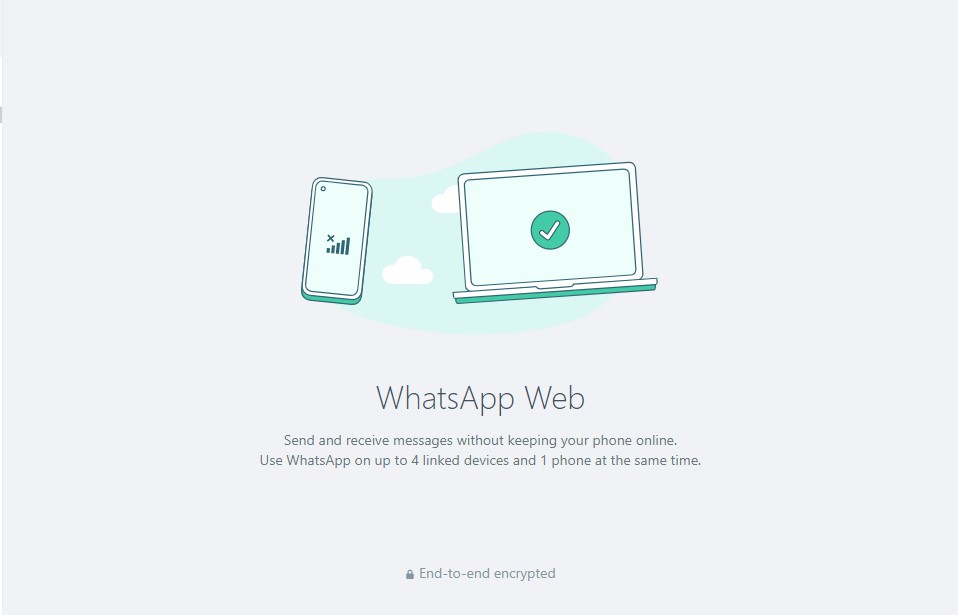 WhatsApp Web
Send and receive messages without keeping your phone online.
Use WhatsApp on up to 4 linked devices and 1 phone at the same time.
End-to-end encrypted